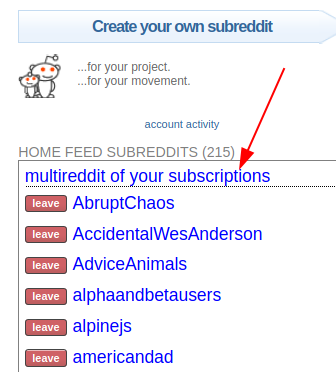 Create your own subreddit
...for your project.
...for your movement.
account activity
HOME FEED SUBREDDITS (215)
multireddit of your subscriptions
leave AbruptChaos
leave AccidentalWesAnderson
leave AdviceAnimals
leave alphaandbetausers
leave alpinejs
leave americandad